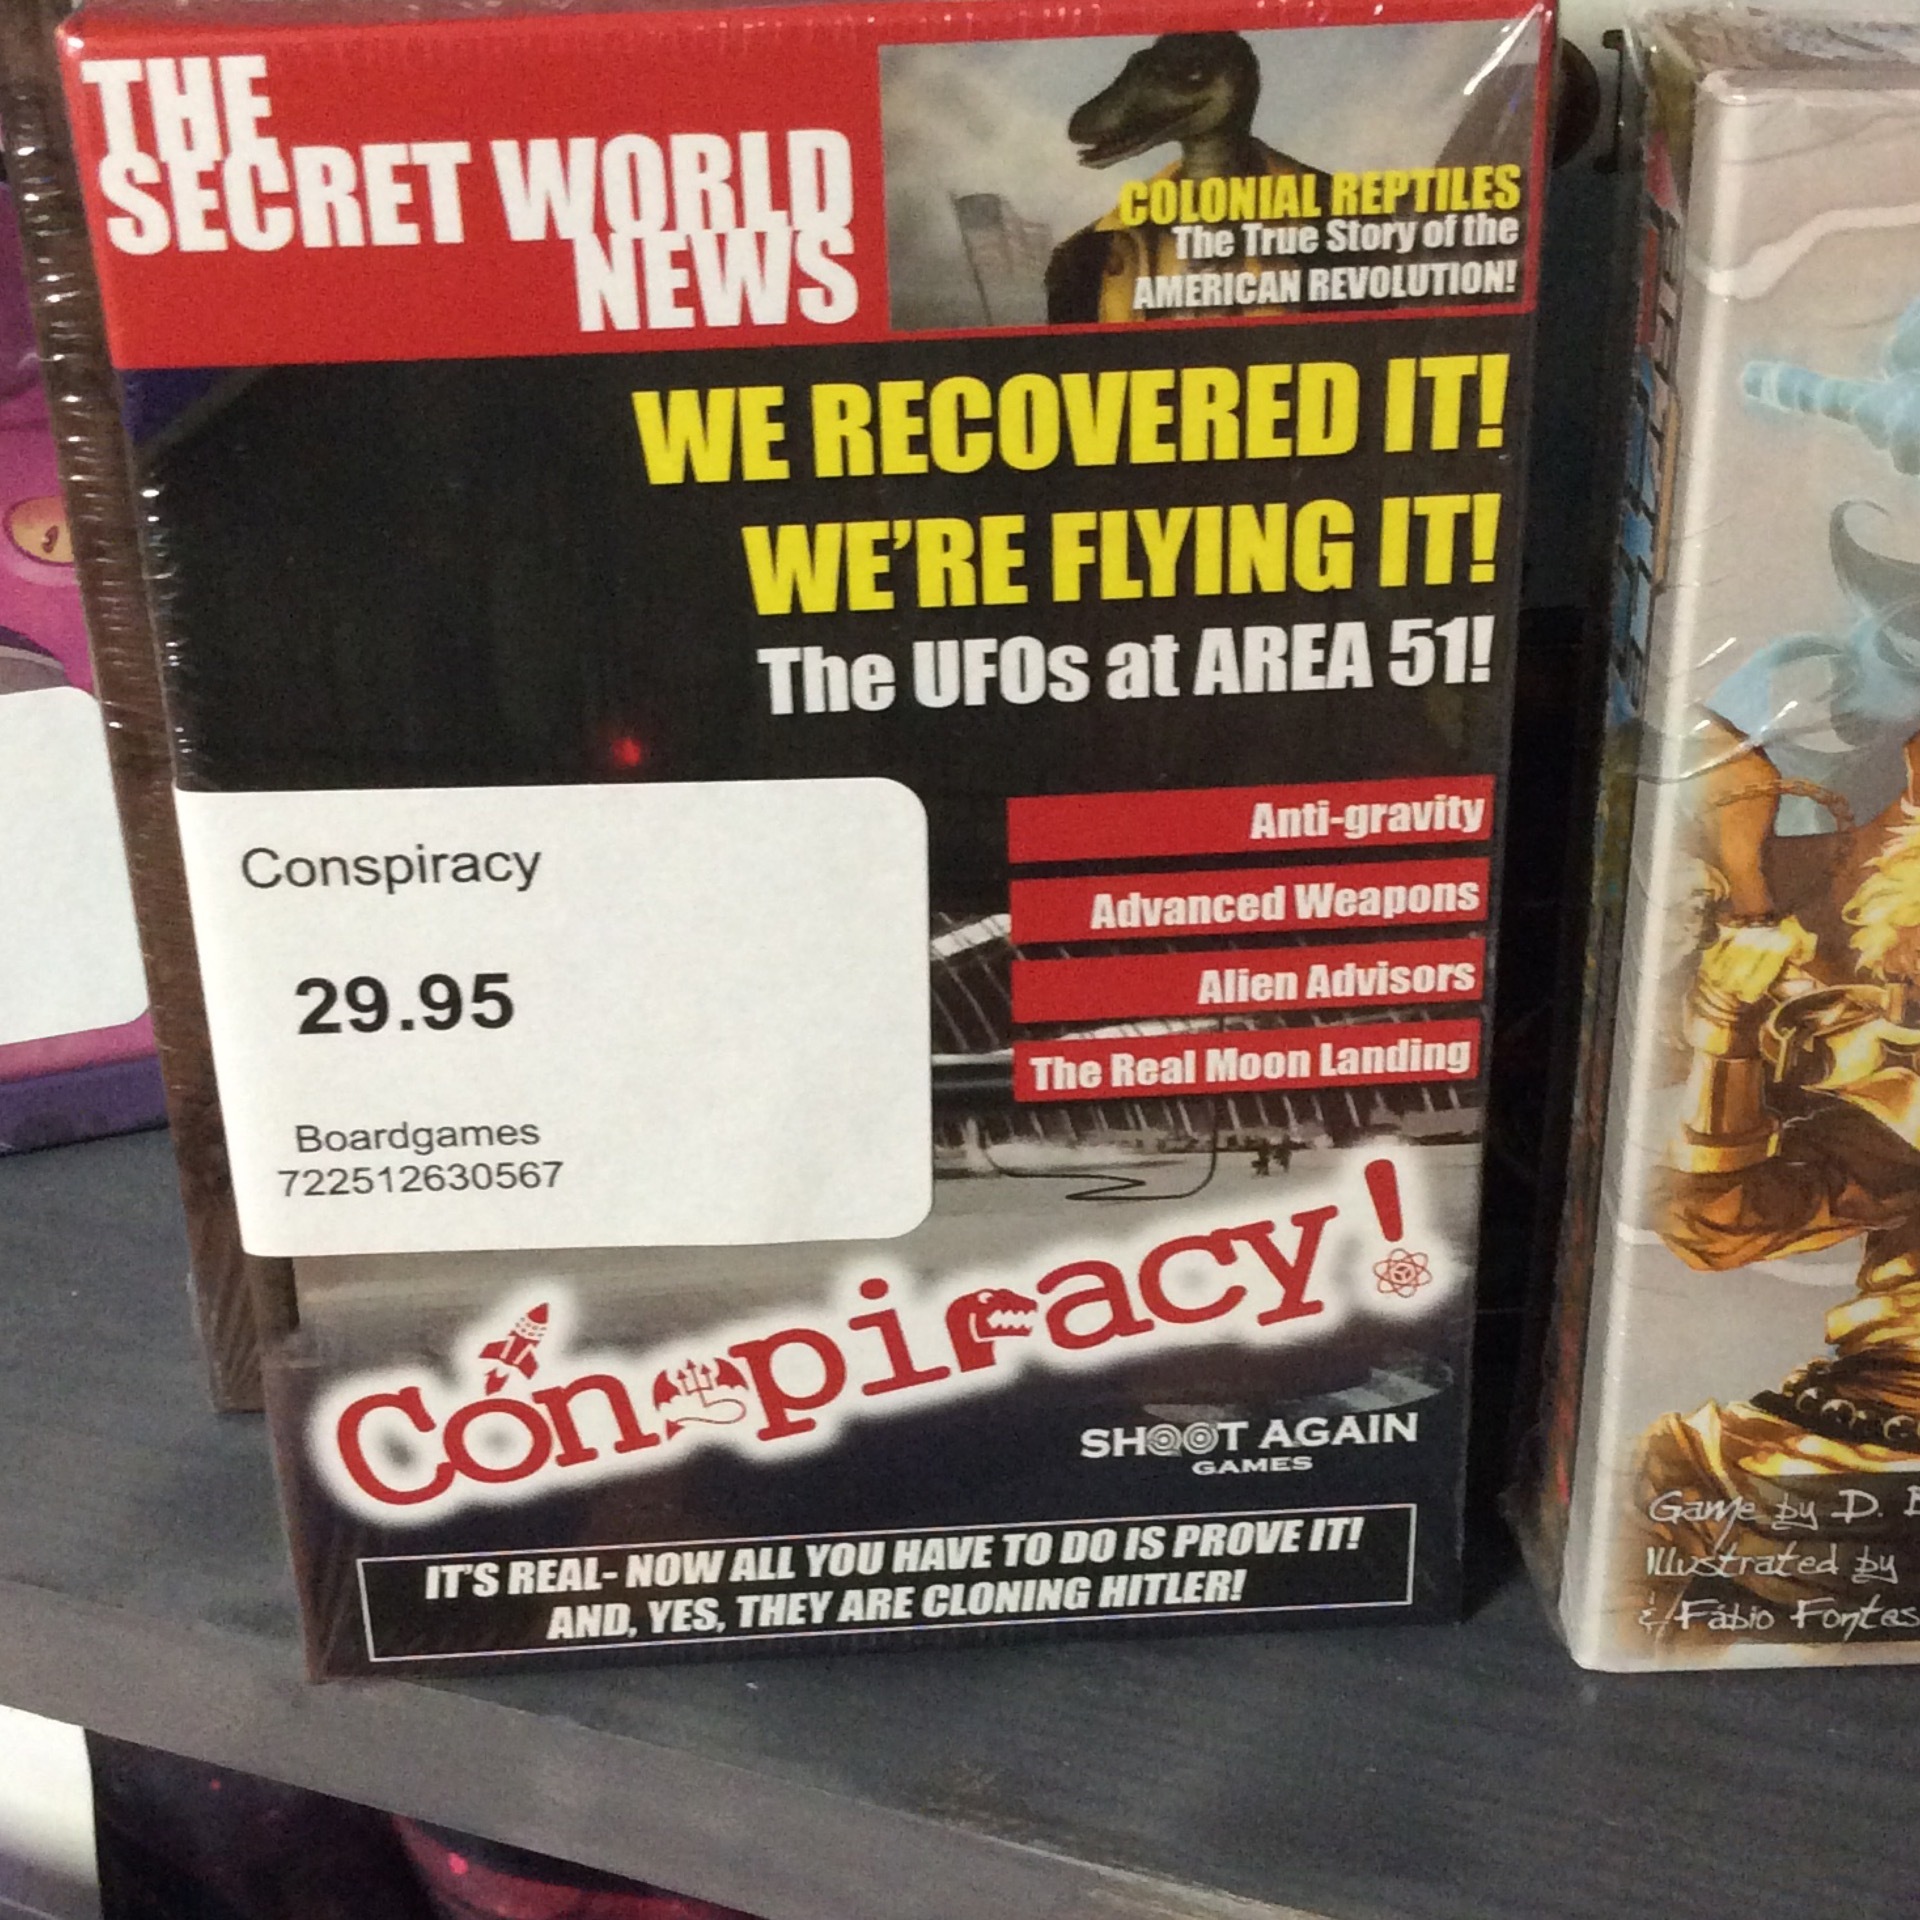 THE
SECRET WORLD
NEWS
COLONIAL REPTILES
The True Story of the
AMERICAN REVOLUTION!
WE RECOVERED IT!
WE'RE FLYING IT!
The UFOs at AREA 51!
Anti-gravity
Advanced Weapons
Alien Advisors
The Real Moon Landing
Conspiracy
29.95
Boardgames
722512630567
Conspiracy!
SHOOT AGAIN
GAMES
IT'S REAL- NOW ALL YOU HAVE TO DO IS PROVE IT!
AND, YES, THEY ARE CLONING HITLER!
Game by D.
Illustrated by
& Fábio Fontes